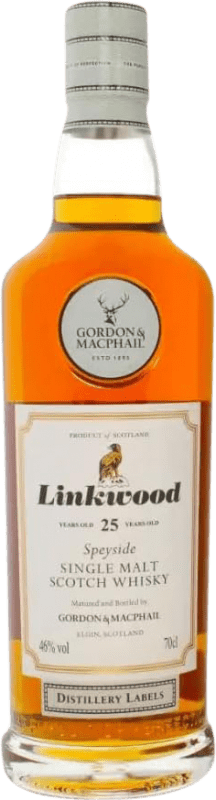 GORDON &
MACPHAIL
ESTD 1895
PRODUCT OF SCOTLAND
Linkwood
YEARS OLD 25 YEARS OLD
Speyside
SINGLE MALT
SCOTCH WHISKY
Matured and Bottled by
GORDON & MACPHAIL
ELGIN, SCOTLAND
46% vol 70cl
DISTILLERY LABELS